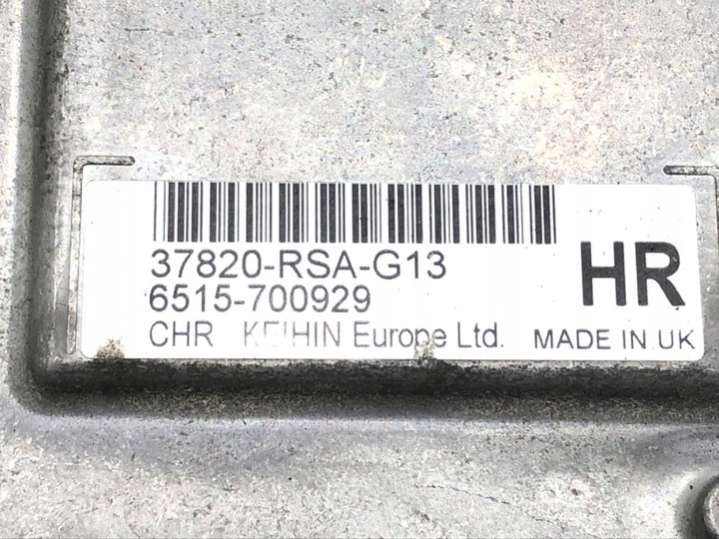 37820-RSA-G13
6515-700929
HR
CHR KEIHIN Europe Ltd. MADE IN UK